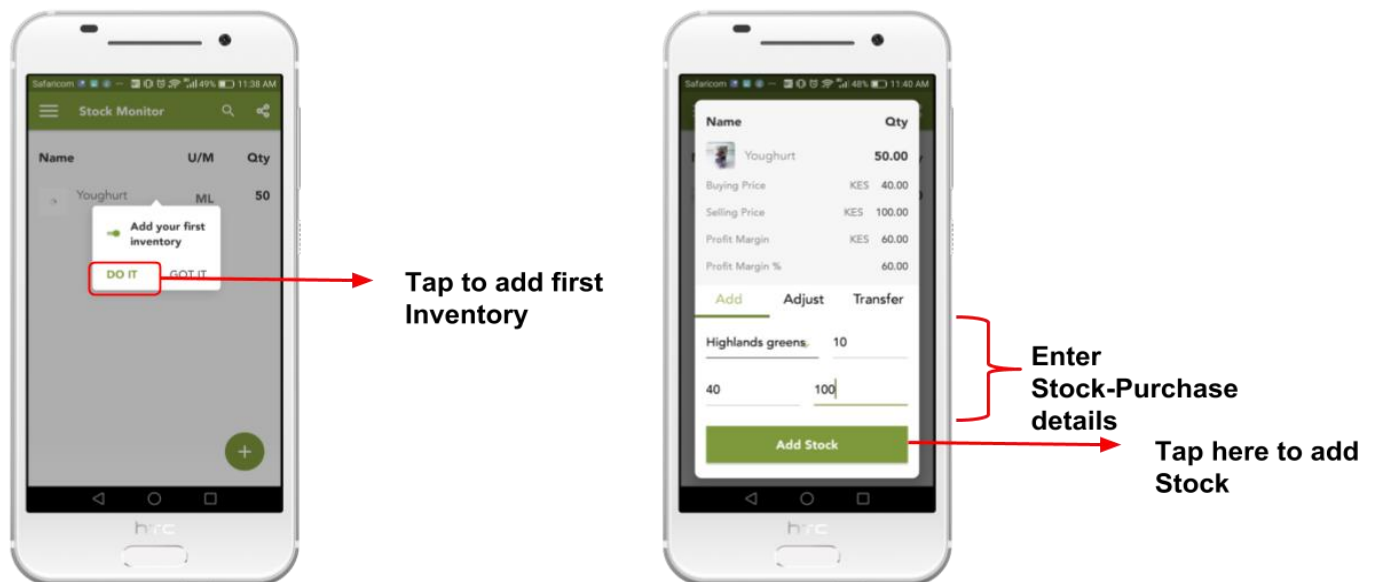 Safaricom 49% 11:38 AM
Stock Monitor
Name U/M Qty
Youghurt ML 50
Add your first
inventory
DO IT GOT IT
htc
Tap to add first
Inventory
Safaricom 48% 11:40 AM
Name Qty
Youghurt 50.00
Buying Price KES 40.00
Selling Price KES 100.00
Profit Margin KES 60.00
Profit Margin % 60.00
Add Adjust Transfer
Highlands greens 10
40 100
Add Stock
htc
Enter
Stock-Purchase
details
Tap here to add
Stock